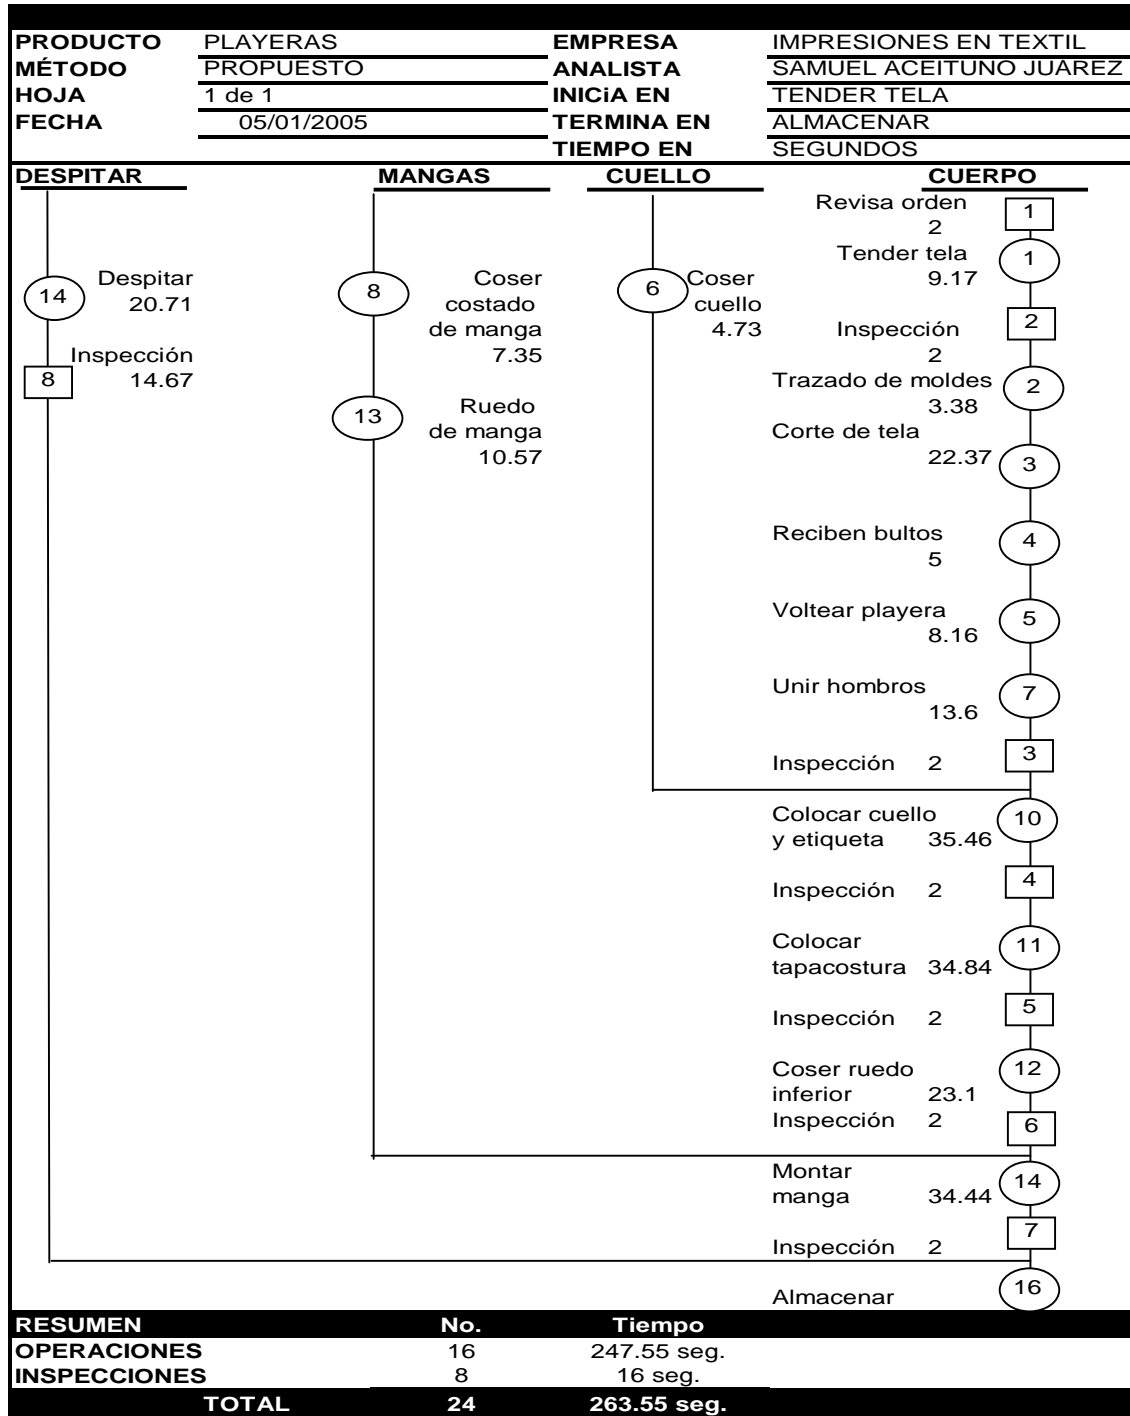 PRODUCTO PLAYERAS EMPRESA IMPRESIONES EN TEXTIL
MÉTODO PROPUESTO ANALISTA SAMUEL ACEITUNO JUAREZ
HOJA 1 de 1 INICiA EN TENDER TELA
FECHA 05/01/2005 TERMINA EN ALMACENAR
TIEMPO EN SEGUNDOS
DESPITAR MANGAS CUELLO CUERPO
14 Despitar
20.71
8 Inspección
14.67
8 Coser
costado
de manga
7.35
13 Ruedo
de manga
10.57
6 Coser
cuello
4.73
Revisa orden
2 1
Tender tela
9.17 1
Inspección
2 2
Trazado de moldes
3.38 2
Corte de tela
22.37 3
Reciben bultos
5 4
Voltear playera
8.16 5
Unir hombros
13.6 7
Inspección 2 3
Colocar cuello
y etiqueta 35.46 10
Inspección 2 4
Colocar
tapacostura 34.84 11
Inspección 2 5
Coser ruedo
inferior 23.1 12
Inspección 2 6
Montar
manga 34.44 14
Inspección 2 7
Almacenar 16
RESUMEN No. Tiempo
OPERACIONES 16 247.55 seg.
INSPECCIONES 8 16 seg.
TOTAL 24 263.55 seg.